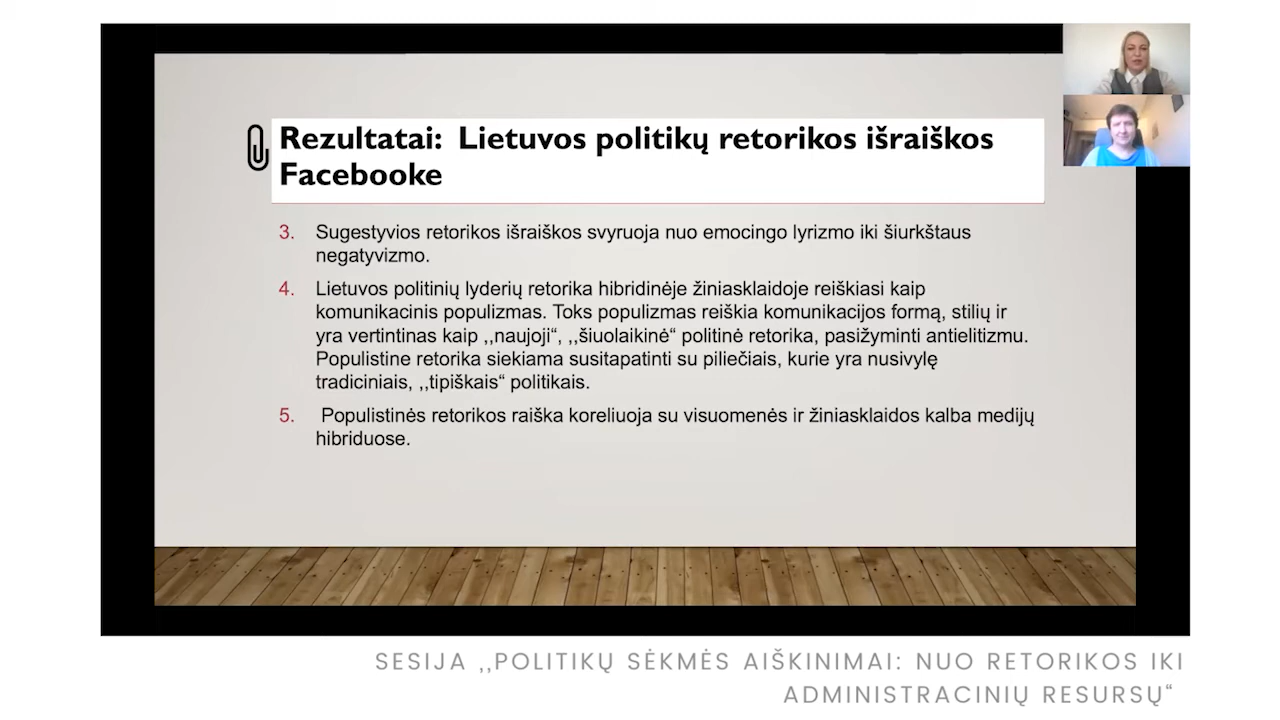 Rezultatai: Lietuvos politikų retorikos išraiškos
Facebooke
3. Sugestyvios retorikos išraiškos svyruoja nuo emocingo lyrizmo iki šiurkštaus
negatyvizmo.
4. Lietuvos politinių lyderių retorika hibridinėje žiniasklaidoje reiškiasi kaip
komunikacinis populizmas. Toks populizmas reiškia komunikacijos formą, stilių ir
yra vertintinas kaip ,,naujoji“, ,,šiuolaikinė“ politinė retorika, pasižyminti antielitizmu.
Populistine retorika siekiama susitapatinti su piliečiais, kurie yra nusivylę
tradiciniais, ,,tipiškais“ politikais.
5. Populistinės retorikos raiška koreliuoja su visuomenės ir žiniasklaidos kalba medijų
hibriduose.
SESIJA ,,POLITIKŲ SĖKMĖS AIŠKINIMAI: NUO RETORIKOS IKI
ADMINISTRACINIŲ RESURSŲ“